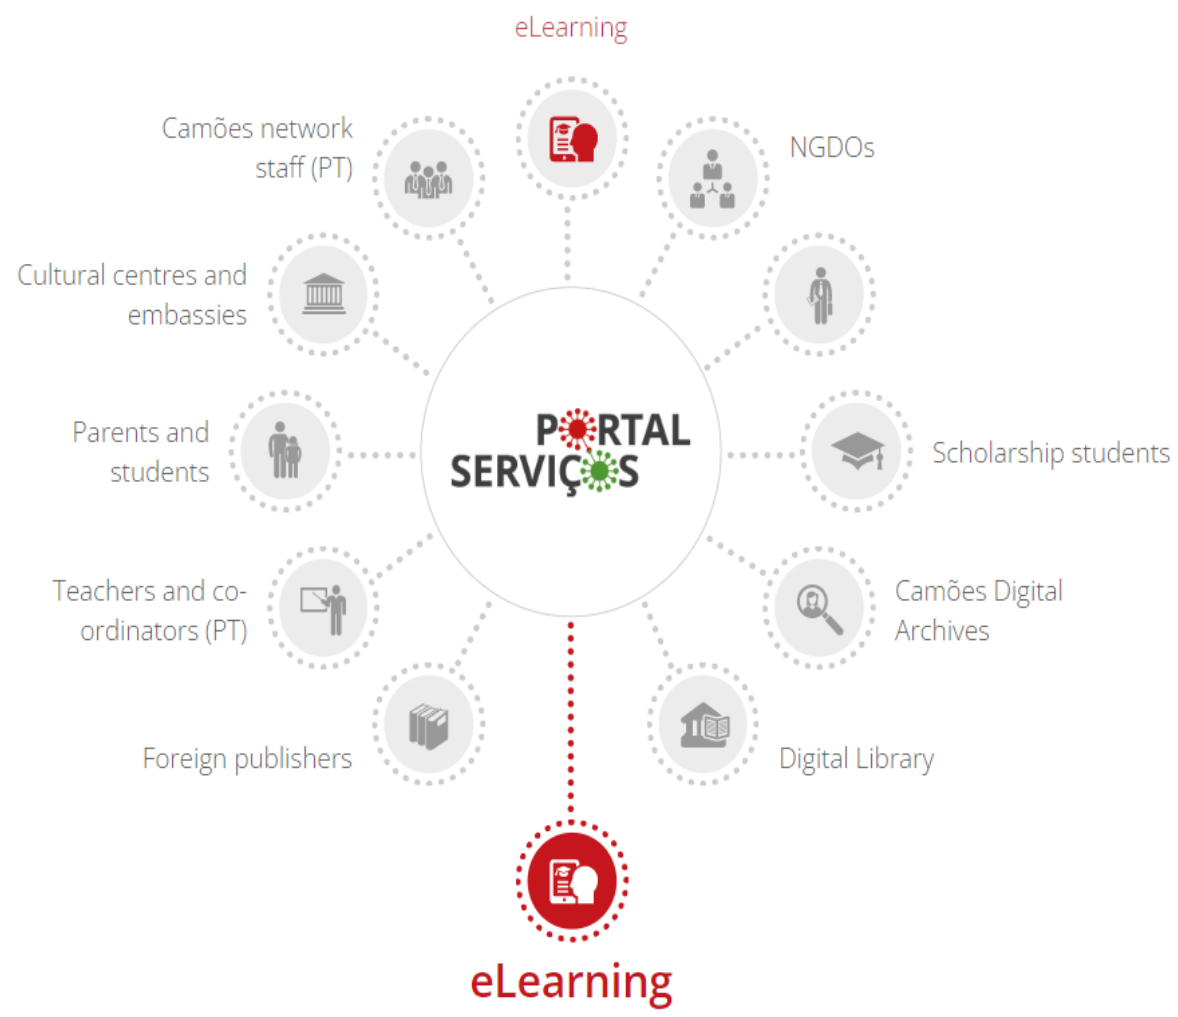 eLearning
Camões network
staff (PT)
NGDOs
Cultural centres and
embassies
Parents and
students
PORTAL
SERVIÇOS
Scholarship students
Teachers and co-
ordinators (PT)
Camões Digital
Archives
Foreign publishers
Digital Library
eLearning